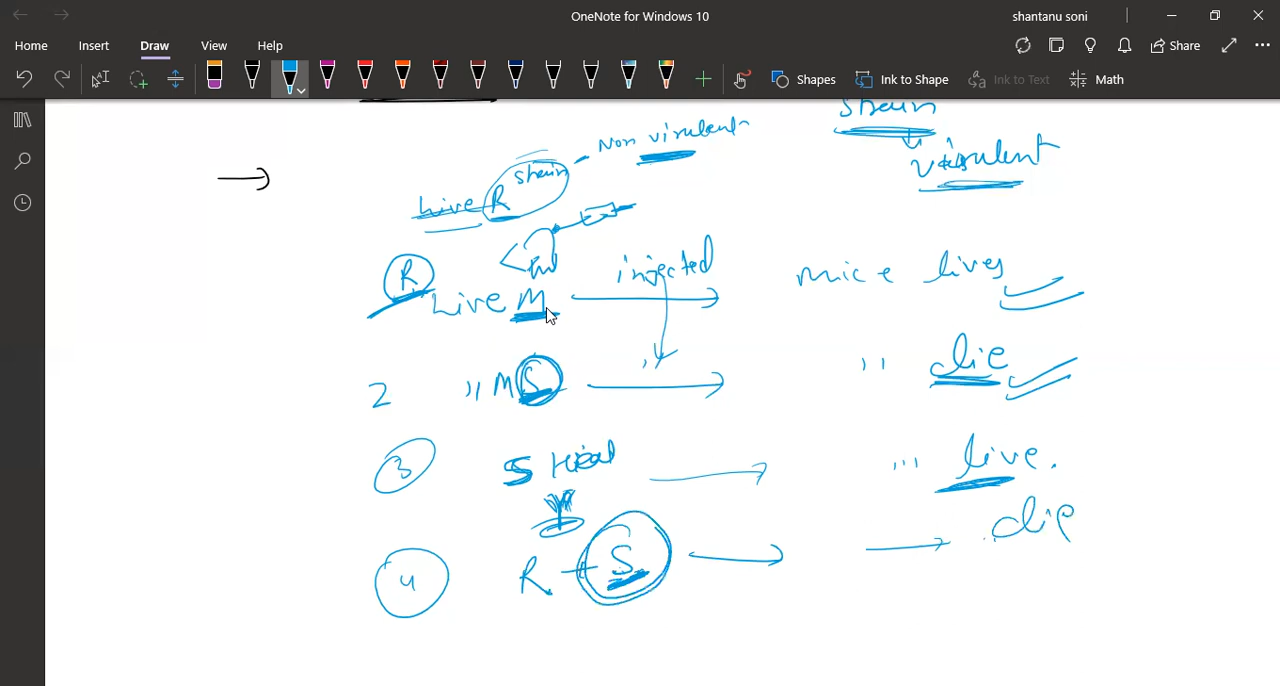 OneNote for Windows 10
shantanu soni
Home Insert Draw View Help
Share
Shapes Ink to Shape Ink to Text Math
strain
Non virulent
virulent
Live R strain
R
Live M injected mice lives
2 " M S " " die
3 S Heat " live.
4 R + S die